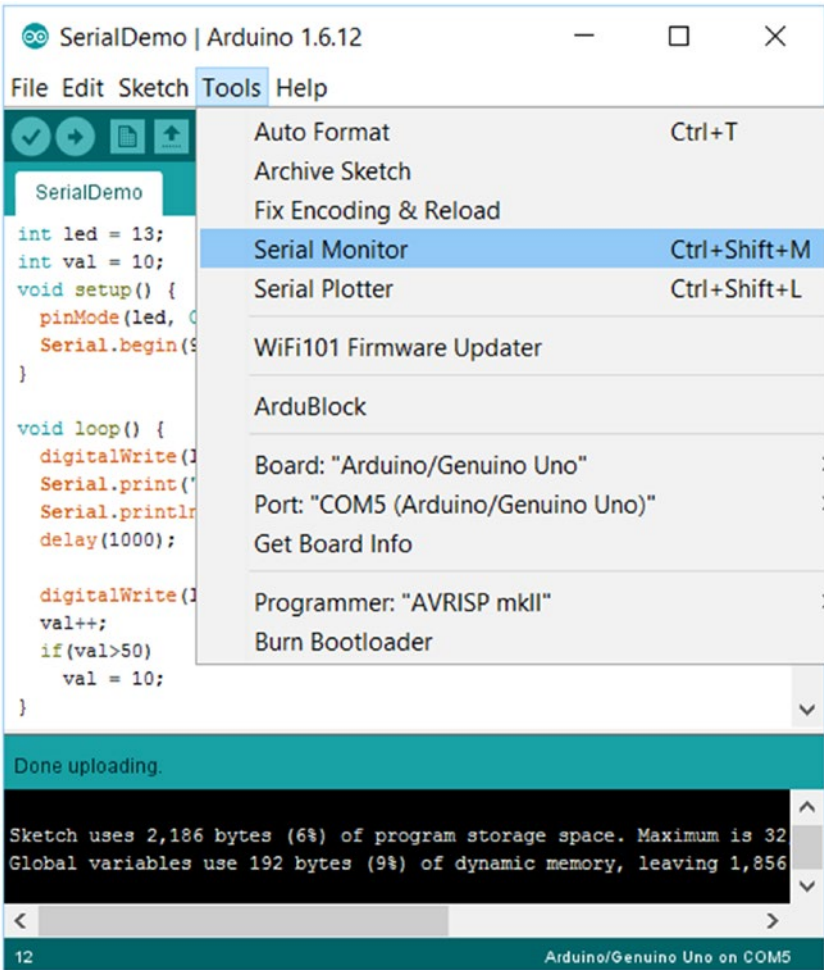 SerialDemo | Arduino 1.6.12
File Edit Sketch Tools Help
Auto Format Ctrl+T
Archive Sketch
Fix Encoding & Reload
Serial Monitor Ctrl+Shift+M
Serial Plotter Ctrl+Shift+L
WiFi101 Firmware Updater
ArduBlock
Board: "Arduino/Genuino Uno"
Port: "COM5 (Arduino/Genuino Uno)"
Get Board Info
Programmer: "AVRISP mkII"
Burn Bootloader
SerialDemo
int led = 13;
int val = 10;
void setup() {
pinMode(led,
Serial.begin(9
}
void loop() {
digitalWrite(l
Serial.print("
Serial.println
delay(1000);
digitalWrite(l
val++;
if(val>50)
val = 10;
}
Done uploading.
Sketch uses 2,186 bytes (6%) of program storage space. Maximum is 32
Global variables use 192 bytes (9%) of dynamic memory, leaving 1,856
12 Arduino/Genuino Uno on COM5